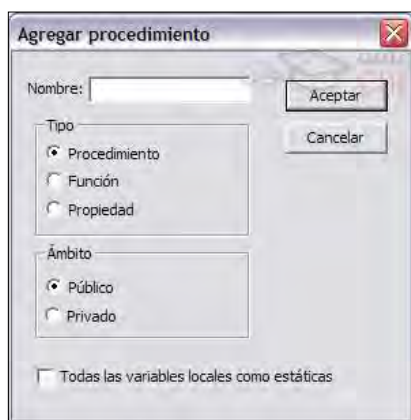 Agregar procedimiento
Nombre:
Aceptar
Tipo
Procedimiento
Cancelar
Función
Propiedad
Ámbito
Público
Privado
Todas las variables locales como estáticas